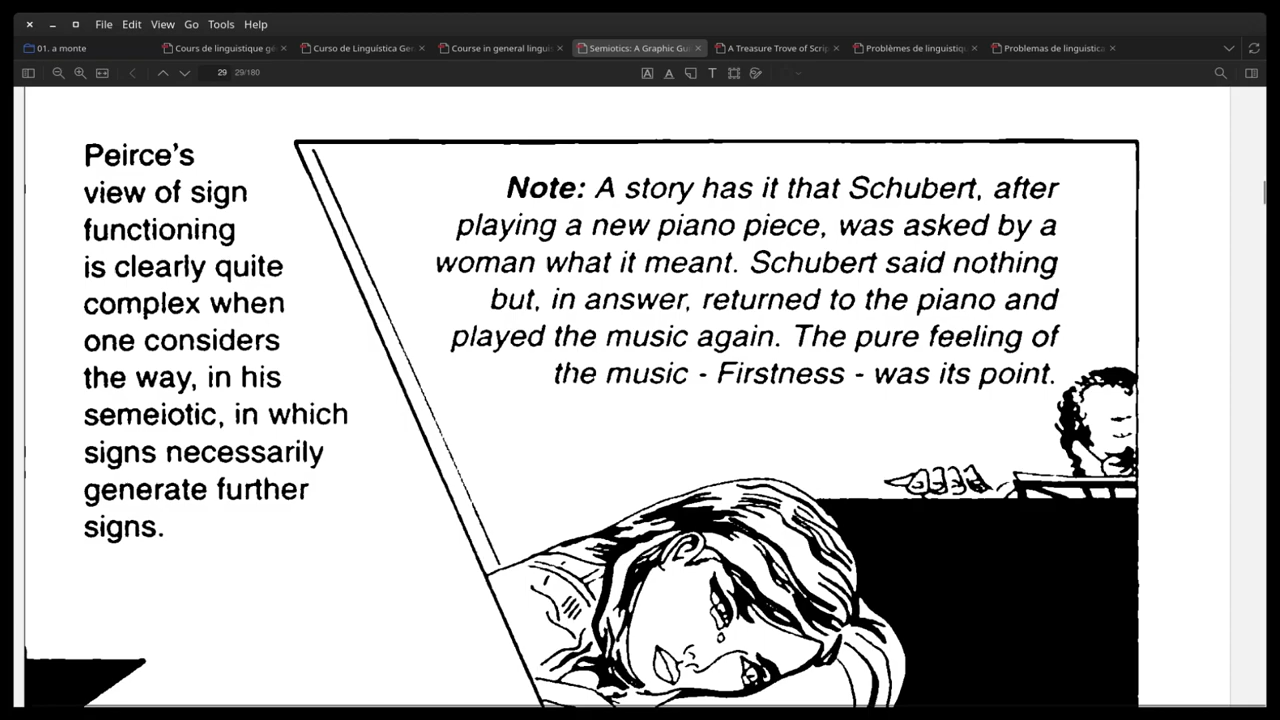 File Edit View Go Tools Help
01. a monte
Cours de linguistique gé
Curso de Linguística Ger
Course in general linguis
Semiotics: A Graphic Gui
A Treasure Trove of Scrip
Problèmes de linguistiqu
Problemas de linguistica
29 29/180
Peirce's
view of sign
functioning
is clearly quite
complex when
one considers
the way, in his
semeiotic, in which
signs necessarily
generate further
signs.
Note: A story has it that Schubert, after
playing a new piano piece, was asked by a
woman what it meant. Schubert said nothing
but, in answer, returned to the piano and
played the music again. The pure feeling of
the music - Firstness - was its point.